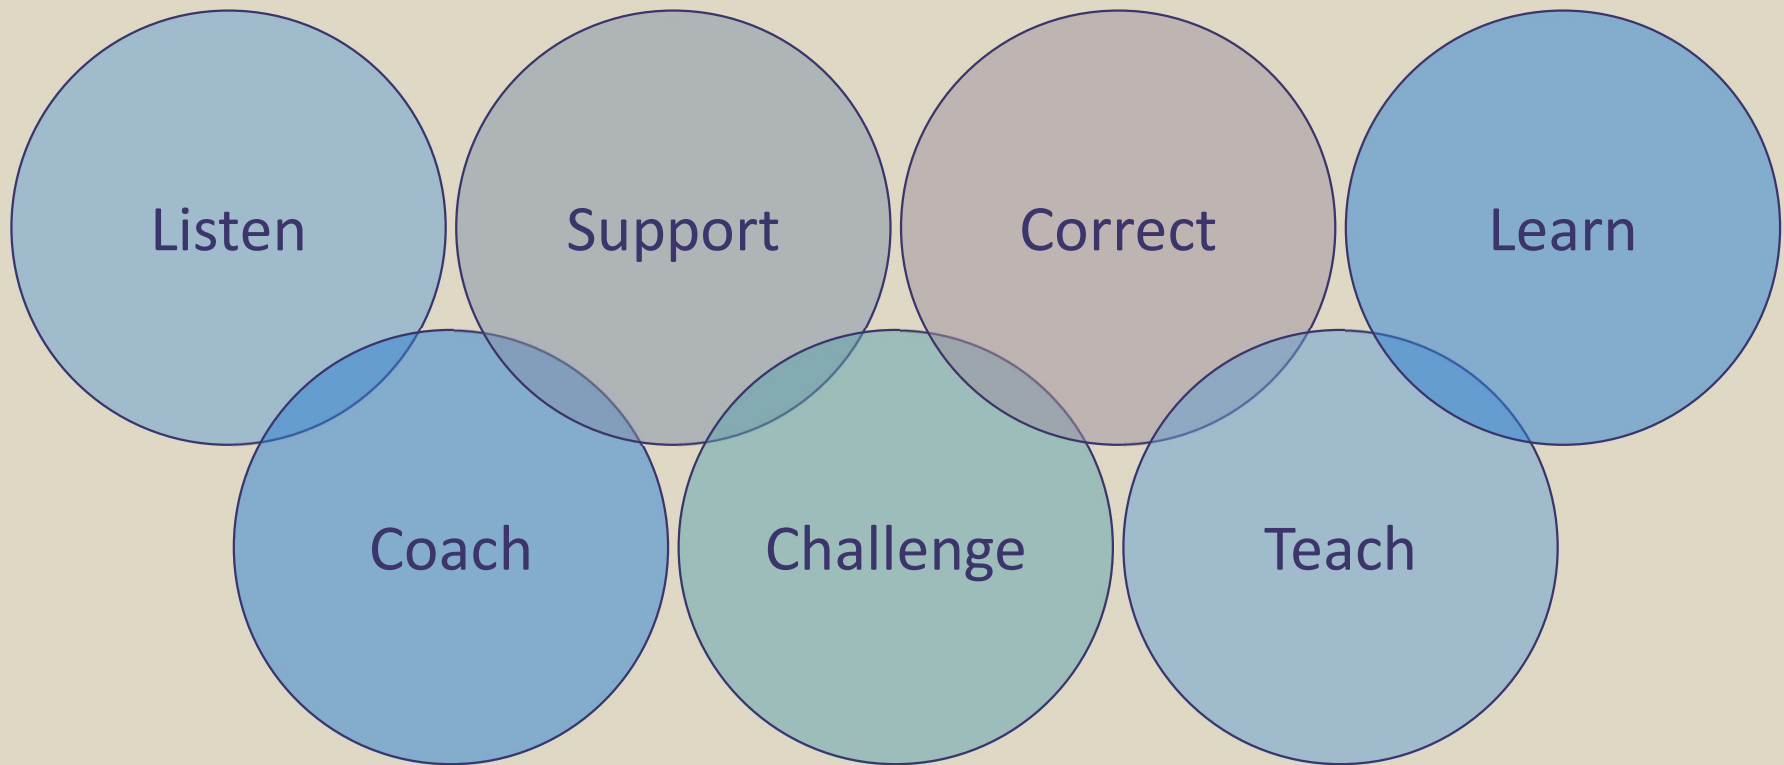 Listen
Support
Correct
Learn
Coach
Challenge
Teach